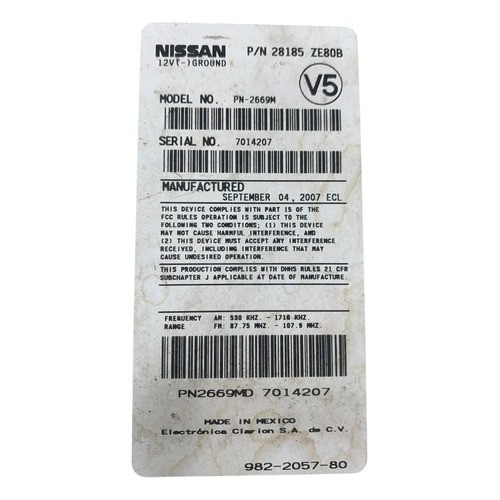 NISSAN P/N 28185 ZE80B
12V(-)GROUND
V5
MODEL NO. PN-2669M
SERIAL NO. 7014207
MANUFACTURED
SEPTEMBER 04, 2007 ECL
THIS DEVICE COMPLIES WITH PART 15 OF THE
FCC RULES OPERATION IS SUBJECT TO THE
FOLLOWING TWO CONDITIONS; (1) THIS DEVICE
MAY NOT CAUSE HARMFUL INTERFERENCE, AND
(2) THIS DEVICE MUST ACCEPT ANY INTERFERENCE
RECEIVED, INCLUDING INTERFERENCE THAT MAY
CAUSE UNDESIRED OPERATION.
THIS PRODUCTION COMPLIES WITH DHHS RULES 21 CFR
SUBCHAPTER J APPLICABLE AT DATE OF MANUFACTURE.
FREQUENCY AM: 530 KHZ. - 1710 KHZ.
RANGE FM: 87.75 MHZ. - 107.9 MHZ.
PN2669MD 7014207
MADE IN MEXICO
Electrónica Clarion S.A. de C.V.
982-2057-80